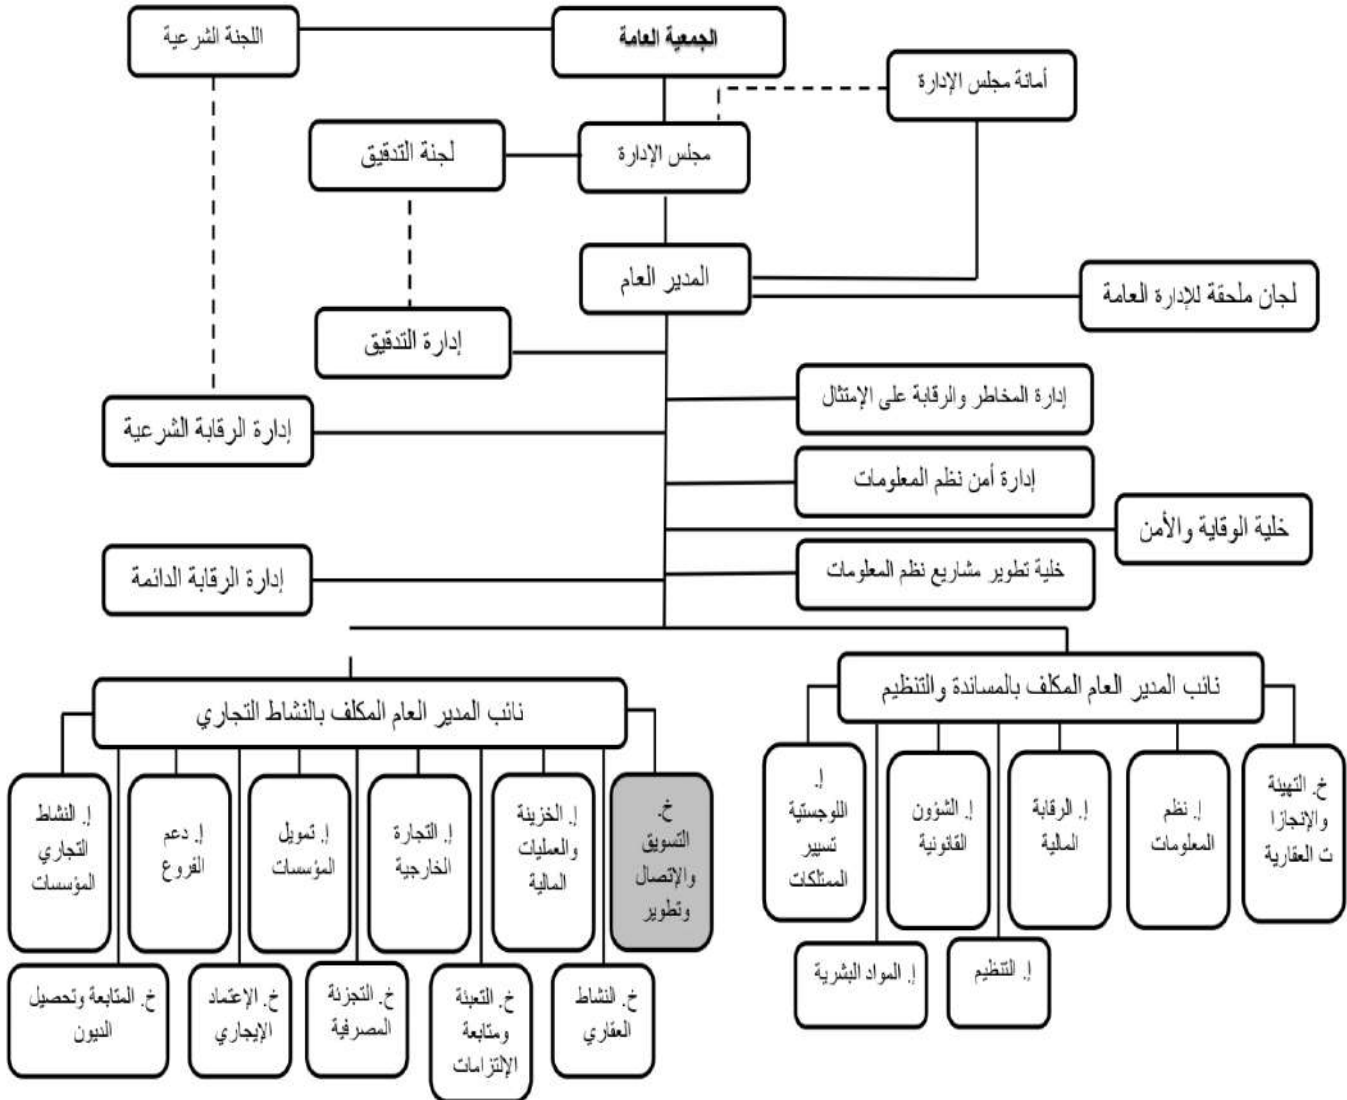 الجمعية العامة
اللجنة الشرعية
أمانة مجلس الإدارة
مجلس الإدارة
لجنة التدقيق
المدير العام
لجان ملحقة للإدارة العامة
إدارة التدقيق
إدارة المخاطر والرقابة على الإمتثال
إدارة الرقابة الشرعية
إدارة أمن نظم المعلومات
خلية الوقاية والأمن
خلية تطوير مشاريع نظم المعلومات
إدارة الرقابة الدائمة
نائب المدير العام المكلف بالمساندة والتنظيم
خ. التهيئة
والإنجازا
ت العقارية
إ. نظم
المعلومات
إ. الرقابة
المالية
إ. الشؤون
القانونية
إ.
اللوجستية
تسيير
الممتلكات
إ. التنظيم
إ. المواد البشرية
نائب المدير العام المكلف بالنشاط التجاري
خ.
التسويق
والإتصال
وتطوير
إ. الخزينة
والعمليات
المالية
إ. التجارة
الخارجية
إ. تمويل
المؤسسات
إ. دعم
الفروع
إ. النشاط
التجاري
المؤسسات
خ. النشاط
العقاري
خ. التعبئة
ومتابعة
الإلتزامات
خ. التجزئة
المصرفية
خ. الإعتماد
الإيجاري
خ. المتابعة وتحصيل
الديون